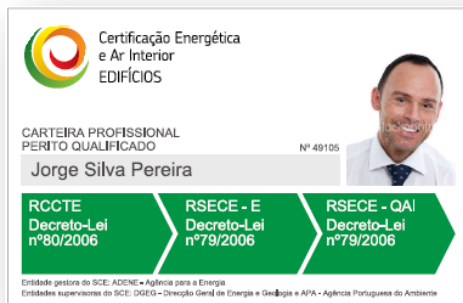 Certificação Energética
e Ar Interior
EDIFÍCIOS
CARTEIRA PROFISSIONAL
PERITO QUALIFICADO
Nº 49105
Jorge Silva Pereira
RCCTE
Decreto-Lei
nº80/2006
RSECE - E
Decreto-Lei
nº79/2006
RSECE - QAI
Decreto-Lei
nº79/2006
Entidade gestora do SCE: ADENE - Agência para a Energia
Entidades supervisoras do SCE: DGEG - Direcção Geral de Energia e Geologia e APA - Agência Portuguesa do Ambiente